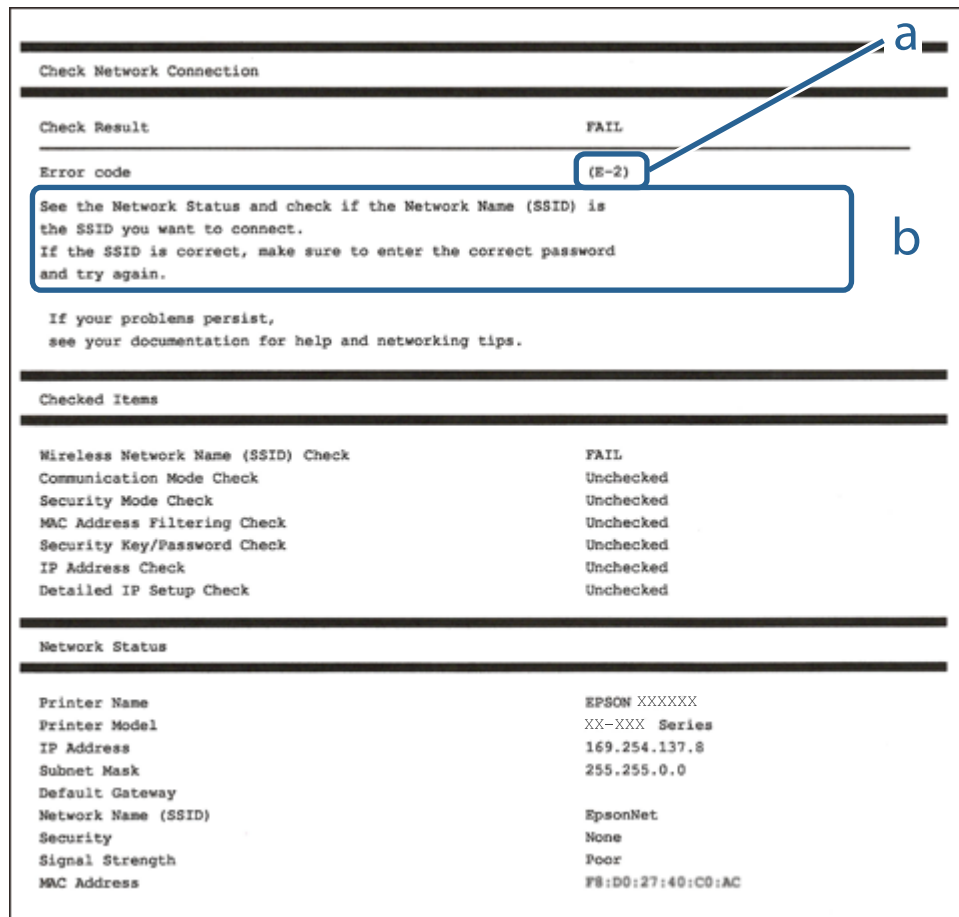 a
Check Network Connection
Check Result FAIL
Error code (E-2)
See the Network Status and check if the Network Name (SSID) is
the SSID you want to connect.
If the SSID is correct, make sure to enter the correct password
and try again.
b
If your problems persist,
see your documentation for help and networking tips.
Checked Items
Wireless Network Name (SSID) Check FAIL
Communication Mode Check Unchecked
Security Mode Check Unchecked
MAC Address Filtering Check Unchecked
Security Key/Password Check Unchecked
IP Address Check Unchecked
Detailed IP Setup Check Unchecked
Network Status
Printer Name EPSON XXXXXX
Printer Model XX-XXX Series
IP Address 169.254.137.8
Subnet Mask 255.255.0.0
Default Gateway
Network Name (SSID) EpsonNet
Security None
Signal Strength Poor
MAC Address F8:D0:27:40:C0:AC